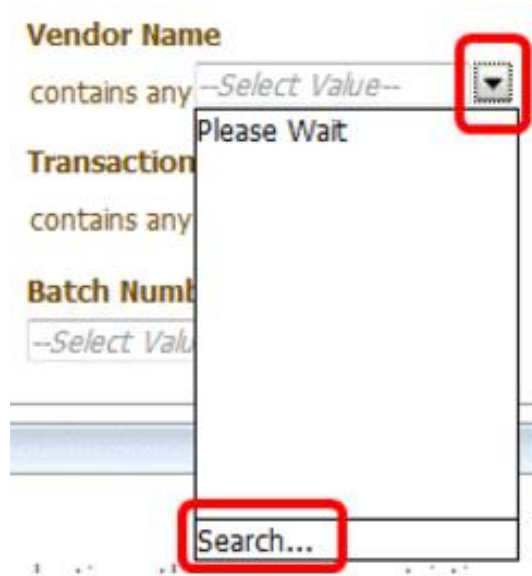 Vendor Name
contains any --Select Value--
Please Wait
Transaction
contains any
Batch Numb
--Select Valu
Search...